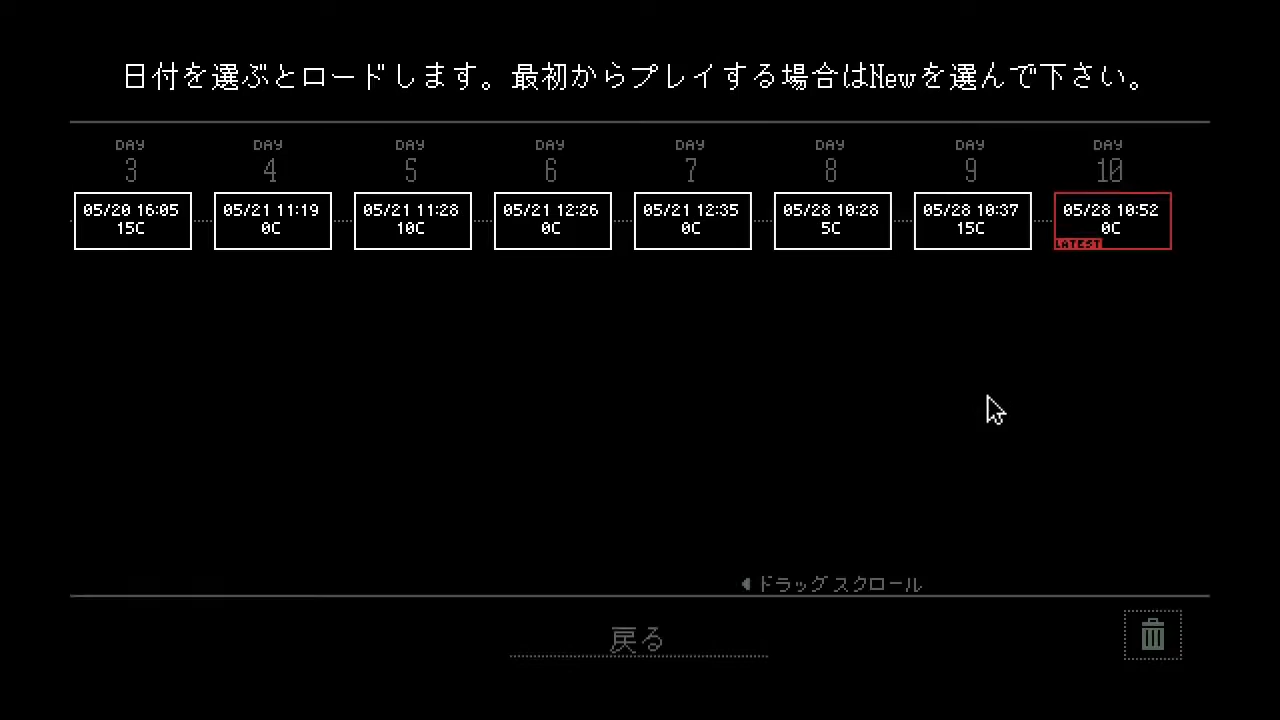 日付を選ぶとロードします。最初からプレイする場合はNewを選んで下さい。
DAY DAY DAY DAY DAY DAY DAY DAY
3 4 5 6 7 8 9 10
05/20 16:05 05/21 11:19 05/21 11:28 05/21 12:26 05/21 12:35 05/28 10:28 05/28 10:37 05/28 10:52
15C 0C 10C 0C 0C 5C 15C 0C
LATEST
ドラッグスクロール
戻る